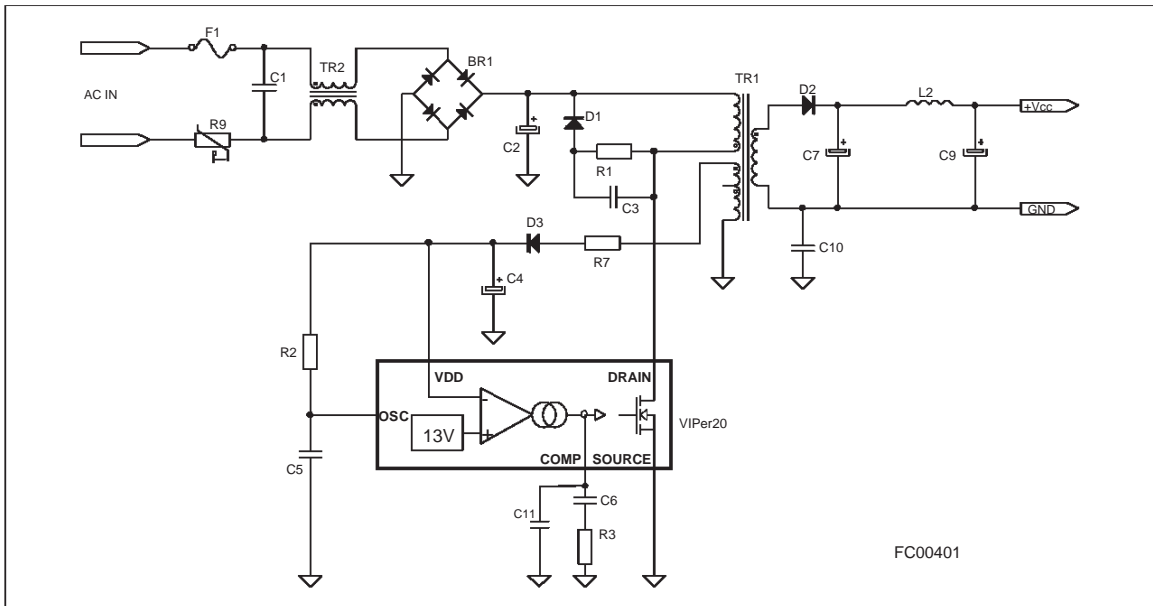 F1
BR1
TR1
C1
TR2
D2
L2
+Vcc
AC IN
D1
R9
C2
C7
C9
R1
C3
GND
D3
C10
R7
C4
R2
VDD
DRAIN
OSC
-
13V
+
VIPer20
COMP
SOURCE
C5
C6
C11
R3
FC00401